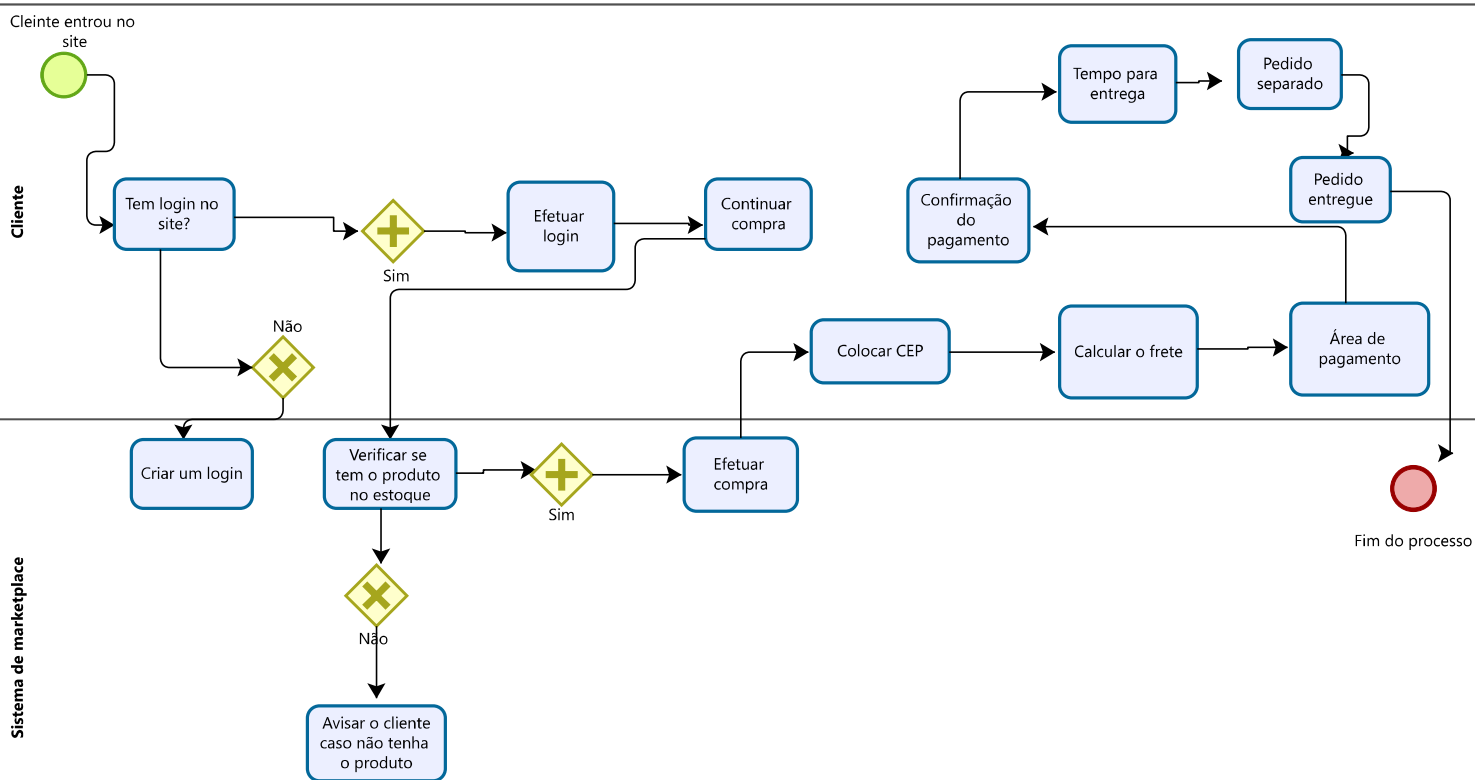 Cleinte entrou no
site
Tempo para
entrega
Pedido
separado
Cliente
Tem login no
site?
Sim
Efetuar
login
Continuar
compra
Confirmação
do
pagamento
Pedido
entregue
Não
Colocar CEP
Calcular o frete
Área de
pagamento
Sistema de marketplace
Criar um login
Verificar se
tem o produto
no estoque
Sim
Efetuar
compra
Fim do processo
Não
Avisar o cliente
caso não tenha
o produto